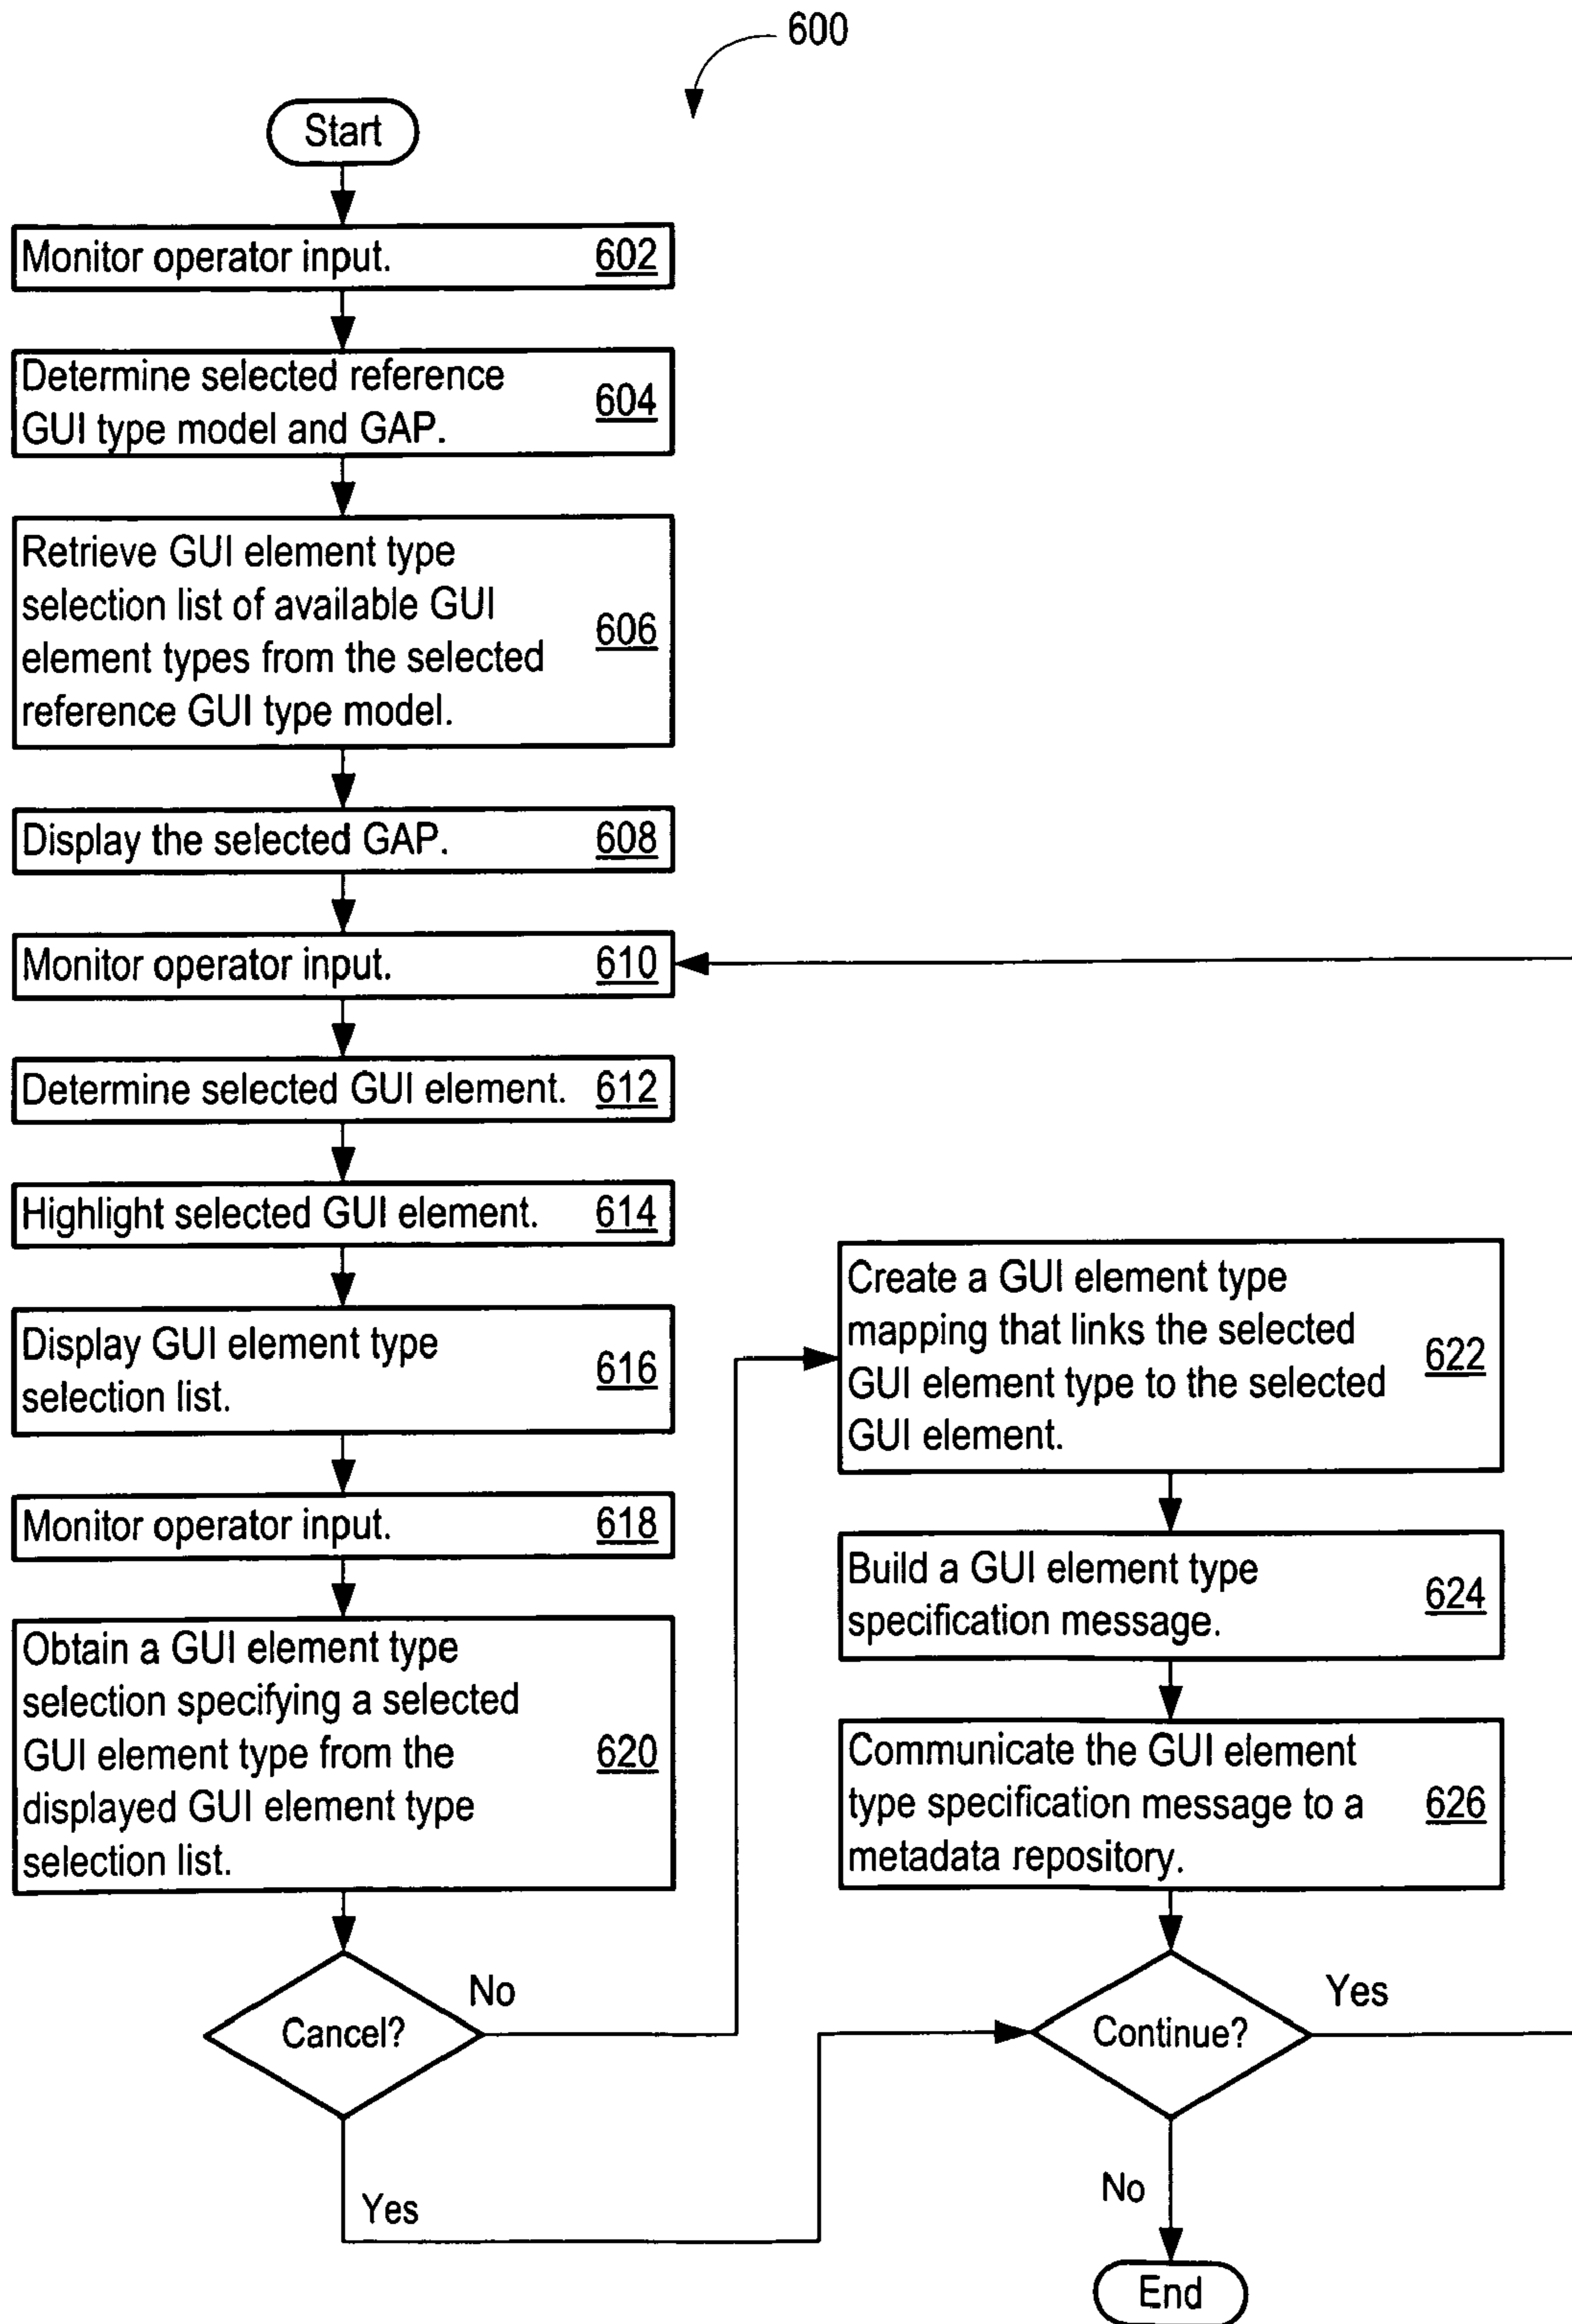 600
Start
Monitor operator input. 602
Determine selected reference
GUI type model and GAP.
604
Retrieve GUI element type
selection list of available GUI
element types from the selected
reference GUI type model.
606
Display the selected GAP. 608
Monitor operator input. 610
Determine selected GUI element. 612
Highlight selected GUI element. 614
Display GUI element type
selection list.
616
Monitor operator input. 618
Obtain a GUI element type
selection specifying a selected
GUI element type from the
displayed GUI element type
selection list.
620
Cancel?
No
Yes
Create a GUI element type
mapping that links the selected
GUI element type to the selected
GUI element.
622
Build a GUI element type
specification message.
624
Communicate the GUI element
type specification message to a
metadata repository.
626
Continue?
Yes
No
End